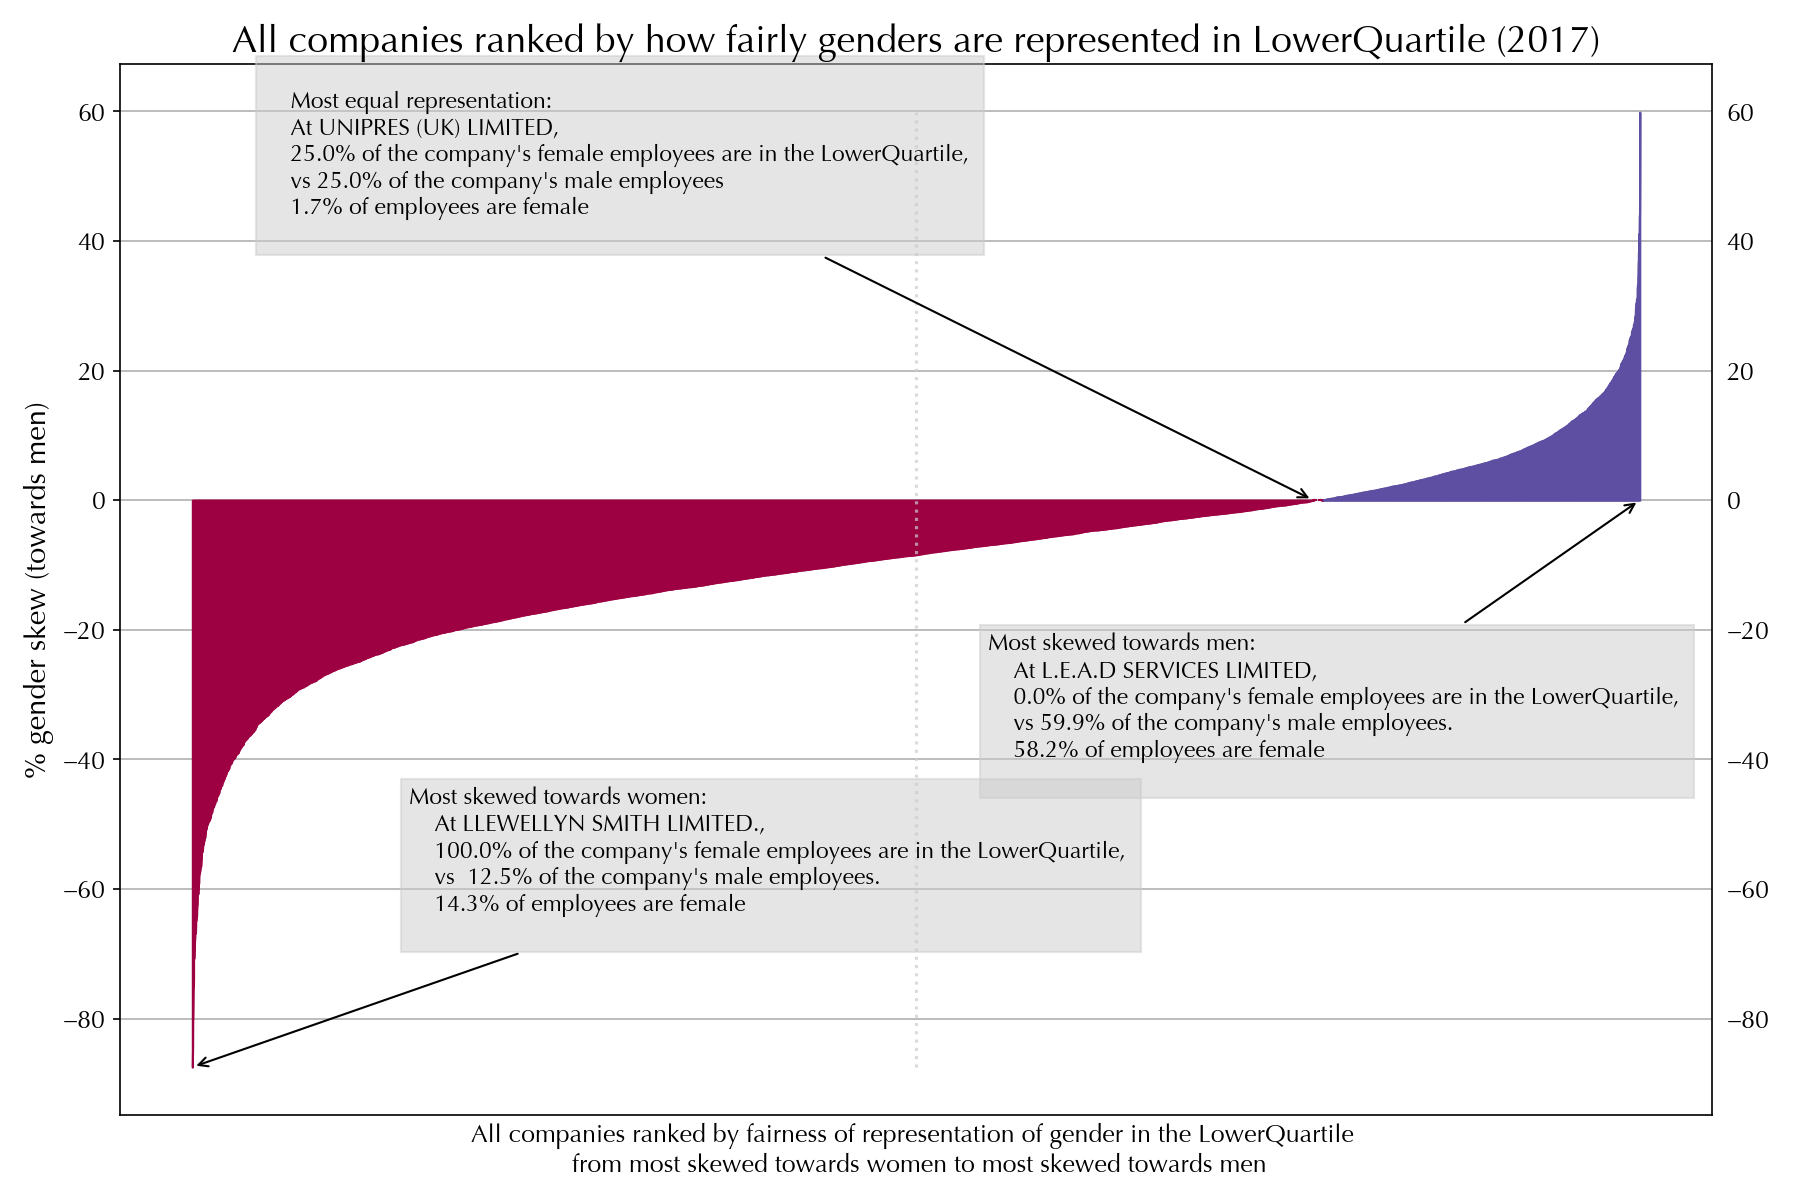 All companies ranked by how fairly genders are represented in LowerQuartile (2017)
Most equal representation:
At UNIPRES (UK) LIMITED,
25.0% of the company's female employees are in the LowerQuartile,
vs 25.0% of the company's male employees
1.7% of employees are female
60
40
20
0
−20
−40
−60
−80
60
40
20
0
−20
−40
−60
−80
% gender skew (towards men)
Most skewed towards men:
At L.E.A.D SERVICES LIMITED,
0.0% of the company's female employees are in the LowerQuartile,
vs 59.9% of the company's male employees.
58.2% of employees are female
Most skewed towards women:
At LLEWELLYN SMITH LIMITED.,
100.0% of the company's female employees are in the LowerQuartile,
vs  12.5% of the company's male employees.
14.3% of employees are female
All companies ranked by fairness of representation of gender in the LowerQuartile
from most skewed towards women to most skewed towards men